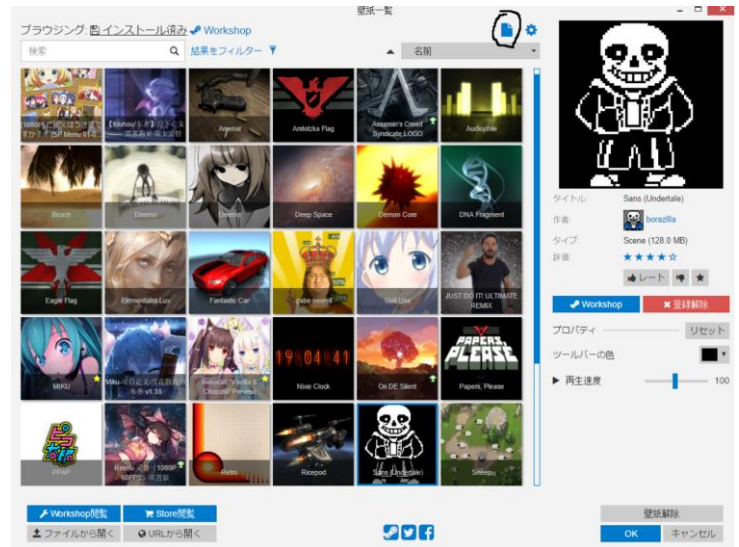 壁紙一覧
ブラウジング: インストール済み Workshop
検索
結果をフィルター
名前
Arsenal
Arstotzka Flag
Assassin's Creed
Syndicate LOGO
Audiophile
Beach
Deemo
Deemo
Deep Space
Demon Core
DNA Fragment
Eagle Flag
Elementalist Lux
Fantastic Car
gabe newell
JUST DO IT! ULTIMATE
REMIX
MIKU
19:04:41
Nixie Clock
On DE Silent
PAPERS,
PLEASE
Papers, Please
PPAP
Retro
Ricepod
Sans (Undertale)
Sheep
タイトル: Sans (Undertale)
作者: borazilla
タイプ: Scene (128.0 MB)
評価
レート
Workshop
登録解除
プロパティ
リセット
ツールバーの色
再生速度
100
Workshop閲覧
Store閲覧
ファイルから開く
URLから開く
壁紙解除
OK
キャンセル